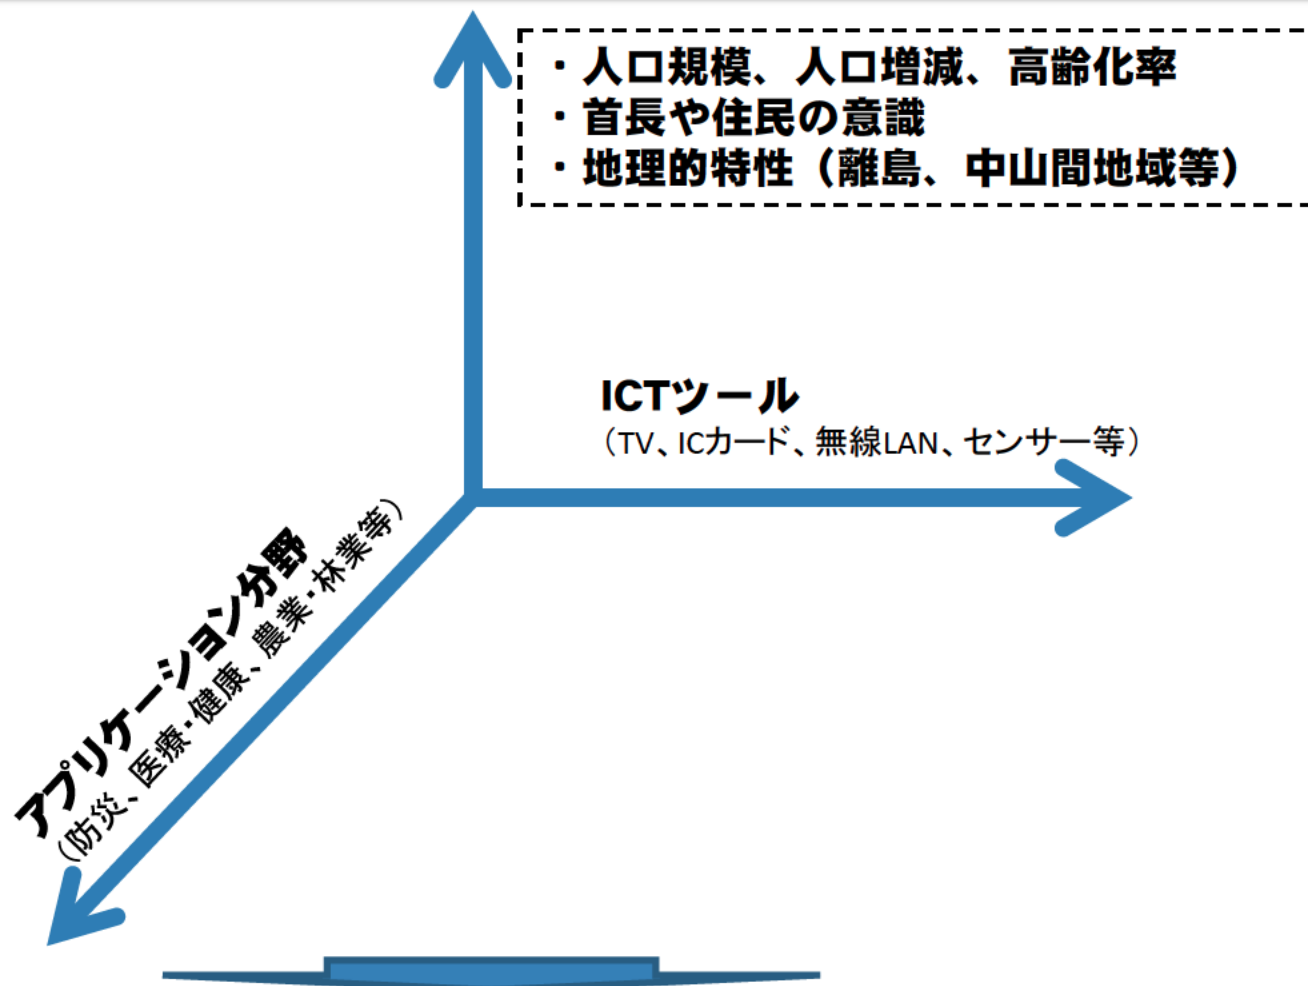 ・人口規模、人口増減、高齢化率
・首長や住民の意識
・地理的特性（離島、中山間地域等）
ICTツール
（TV、ICカード、無線LAN、センサー等）
アプリケーション分野
（防災、医療・健康、農業・林業等）